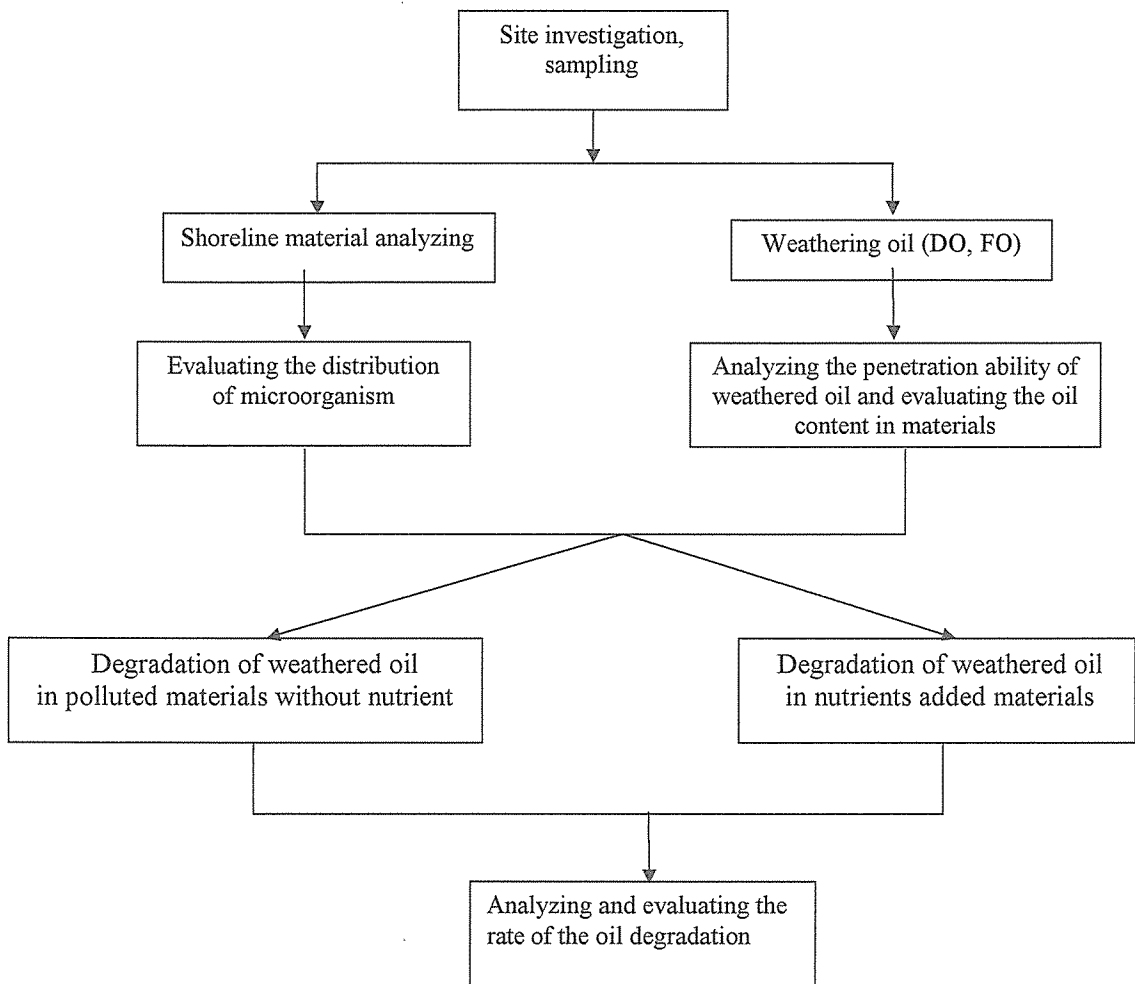 Site investigation,
sampling
Shoreline material analyzing
Weathering oil (DO, FO)
Evaluating the distribution
of microorganism
Analyzing the penetration ability of
weathered oil and evaluating the oil
content in materials
Degradation of weathered oil
in polluted materials without nutrient
Degradation of weathered oil
in nutrients added materials
Analyzing and evaluating the
rate of the oil degradation